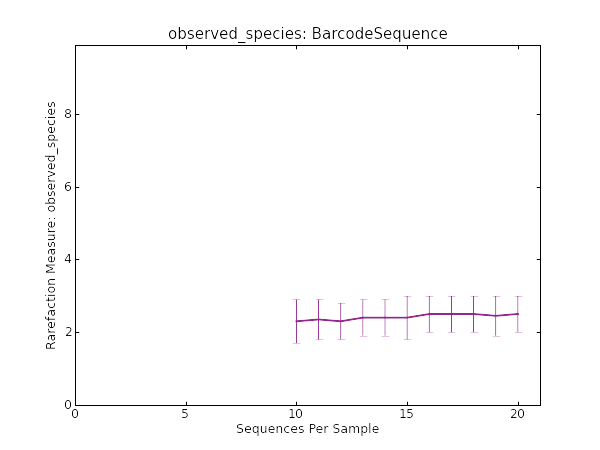 observed_species: BarcodeSequence
Rarefaction Measure: observed_species
8
6
4
2
0
0 5 10 15 20
Sequences Per Sample